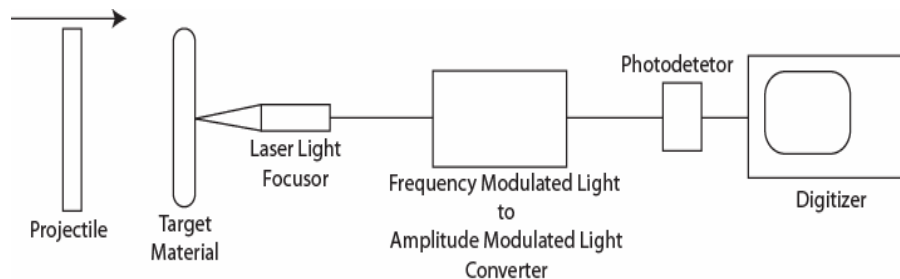 Projectile
Target
Material
Laser Light
Focusor
Frequency Modulated Light
to
Amplitude Modulated Light
Converter
Photodetetor
Digitizer